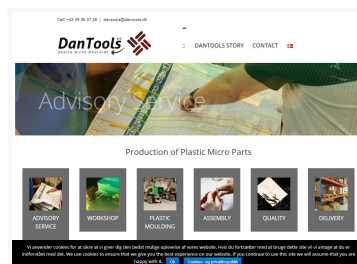 Call: +45 59 36 37 38 | dantools@dantools.dk
DanTools A/S
DANISH MICRO MOULDING
DANTOOLS STORY CONTACT
Advisory Service
Production of Plastic Micro Parts
ADVISORY SERVICE
WORKSHOP
PLASTIC MOULDING
ASSEMBLY
QUALITY
DELIVERY
Vi anvender cookies for at sikre at vi giver dig den bedst mulige oplevelse af vores website. Hvis du fortsætter med at bruge dette site vil vi antage at du er
indforstået med det. We use cookies to ensure that we give you the best experience on our website. If you continue to use this site we will assume that you are
happy with it. Ok Cookies- og privatlivspolitik